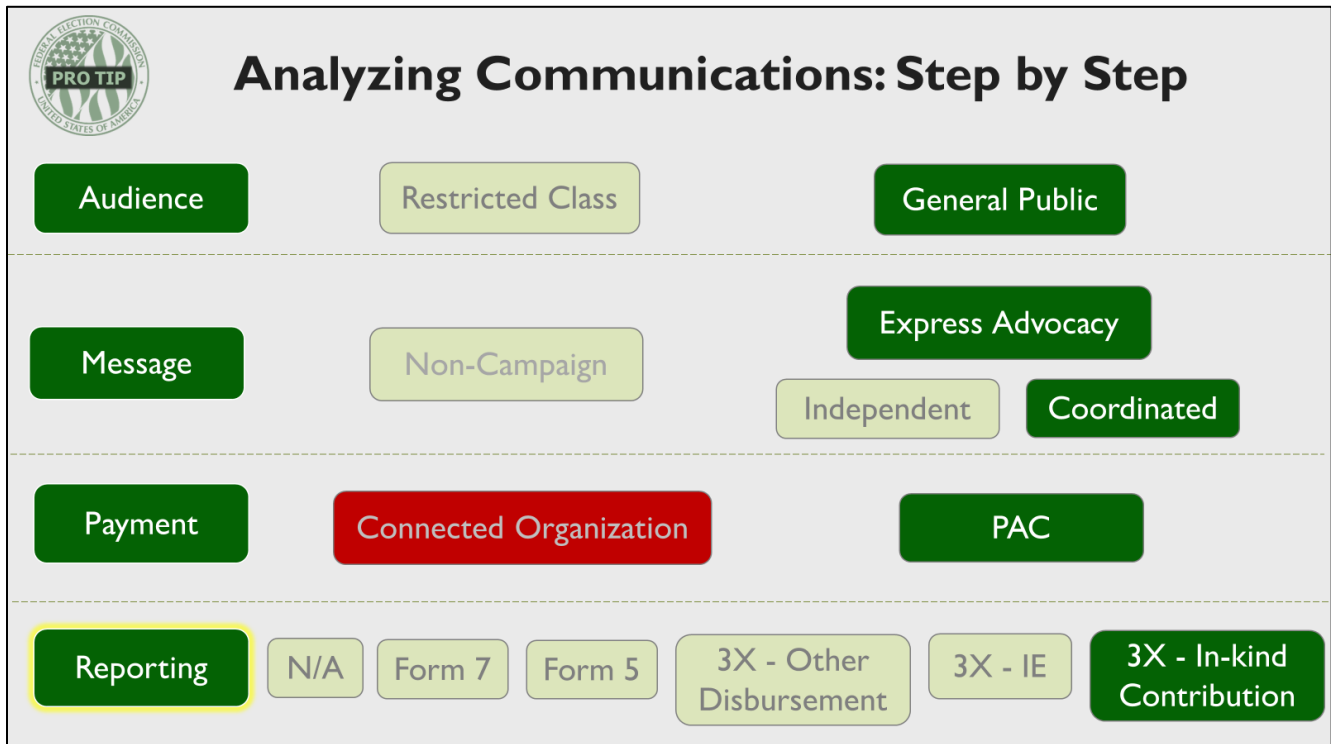 FEDERAL ELECTION COMMISSION
PRO TIP
UNITED STATES OF AMERICA
Analyzing Communications: Step by Step
Audience
Restricted Class
General Public
Message
Non-Campaign
Express Advocacy
Independent
Coordinated
Payment
Connected Organization
PAC
Reporting
N/A
Form 7
Form 5
3X - Other
Disbursement
3X - IE
3X - In-kind
Contribution